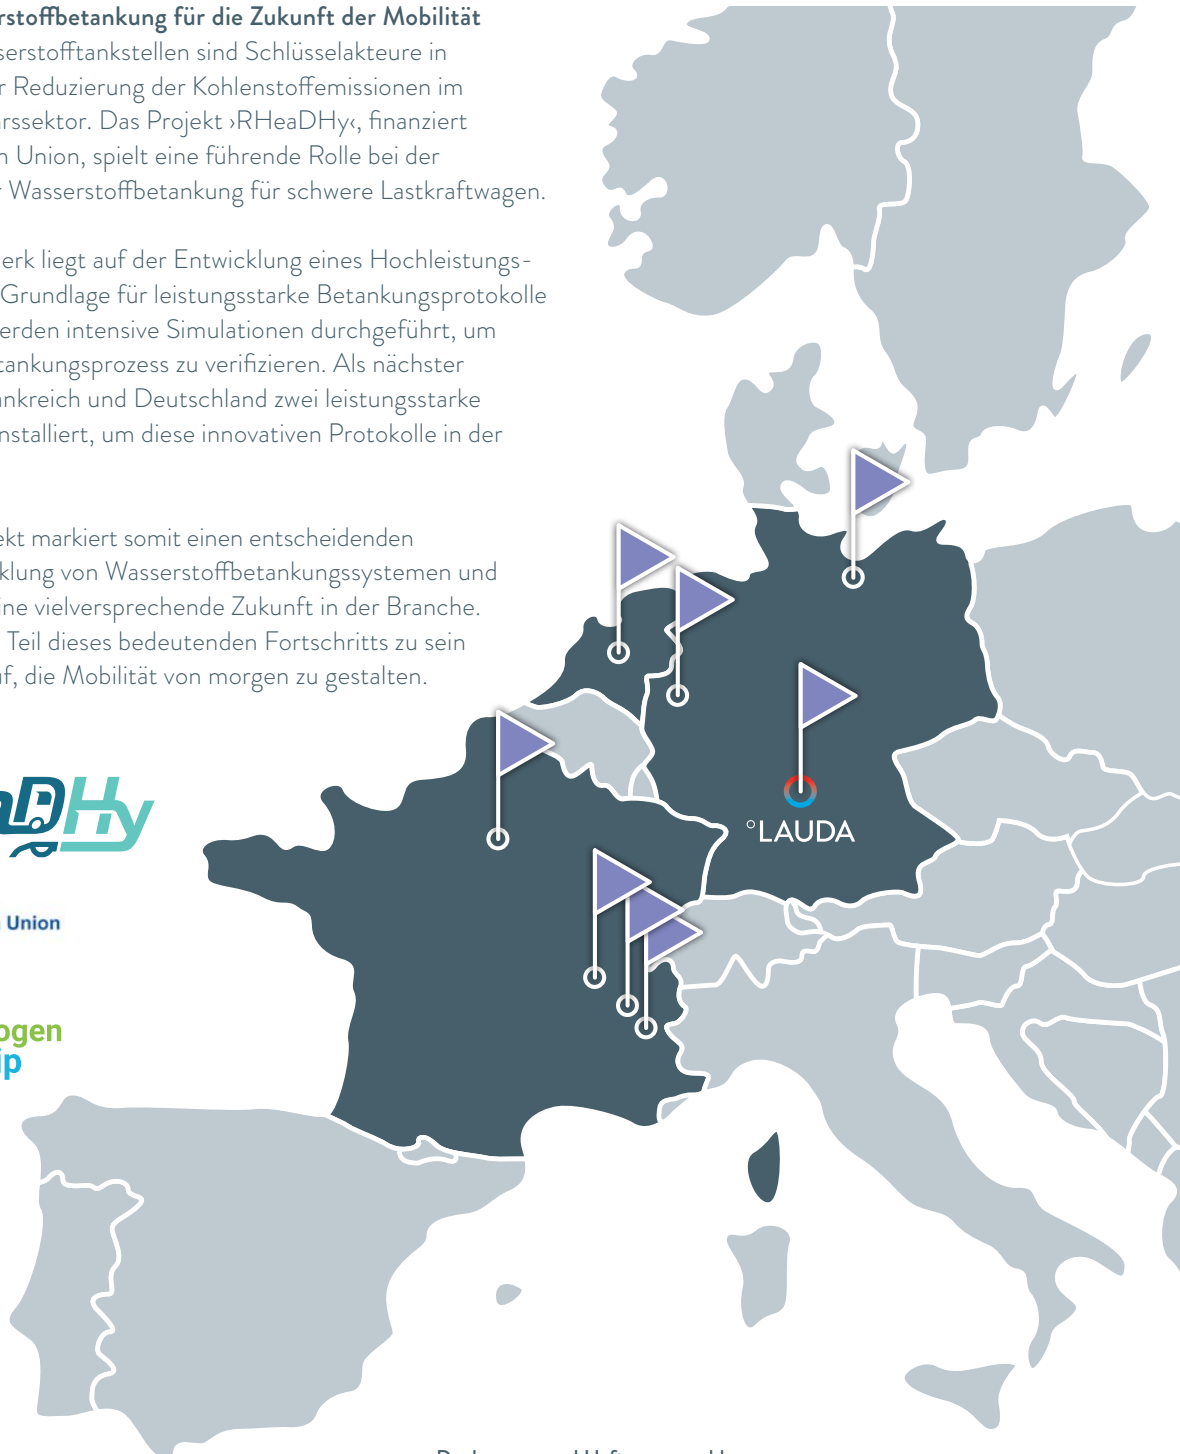 rstoffbetankung für die Zukunft der Mobilität
serstofftankstellen sind Schlüsselakteure in
r Reduzierung der Kohlenstoffemissionen im
rssektor. Das Projekt ›RHeaDHy‹, finanziert
n Union, spielt eine führende Rolle bei der
r Wasserstoffbetankung für schwere Lastkraftwagen.
erk liegt auf der Entwicklung eines Hochleistungs-
Grundlage für leistungsstarke Betankungsprotokolle
erden intensive Simulationen durchgeführt, um
tankungsprozess zu verifizieren. Als nächster
ankreich und Deutschland zwei leistungsstarke
nstalliert, um diese innovativen Protokolle in der
ekt markiert somit einen entscheidenden
klung von Wasserstoffbetankungssystemen und
ine vielversprechende Zukunft in der Branche.
Teil dieses bedeutenden Fortschritts zu sein
uf, die Mobilität von morgen zu gestalten.
DHy
°LAUDA
Union
ogen
ip